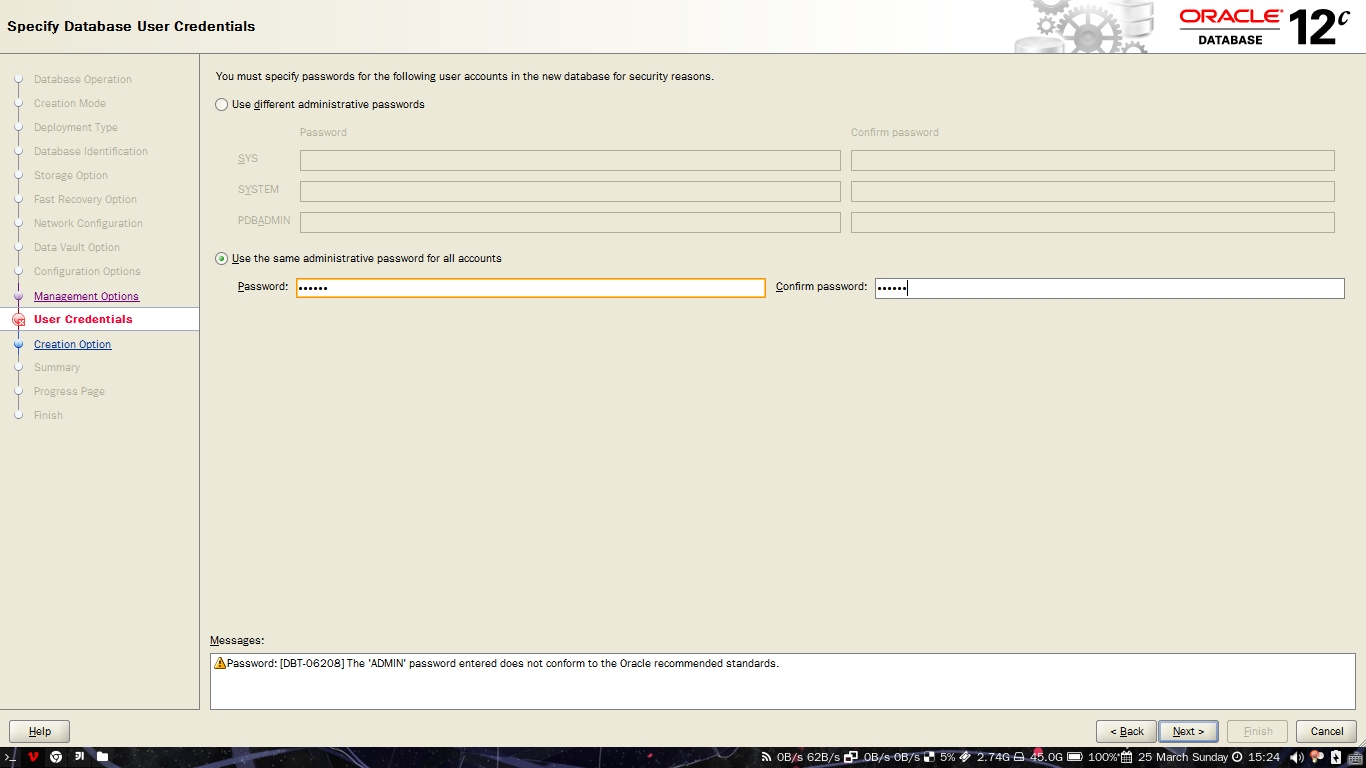 Specify Database User Credentials
ORACLE®
DATABASE
12c
Database Operation
Creation Mode
Deployment Type
Database Identification
Storage Option
Fast Recovery Option
Network Configuration
Data Vault Option
Configuration Options
Management Options
User Credentials
Creation Option
Summary
Progress Page
Finish
You must specify passwords for the following user accounts in the new database for security reasons.
Use different administrative passwords
Password Confirm password
SYS
SYSTEM
PDBADMIN
Use the same administrative password for all accounts
Password: •••••• Confirm password: ••••••
Messages:
Password: [DBT-06208] The 'ADMIN' password entered does not conform to the Oracle recommended standards.
Help < Back Next > Finish Cancel
0B/s 62B/s 0B/s 0B/s 5% 2.74G 45.0G 100%* 25 March Sunday 15:24